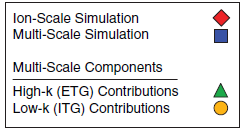 Ion-Scale Simulation
Multi-Scale Simulation
Multi-Scale Components
High-k (ETG) Contributions
Low-k (ITG) Contributions